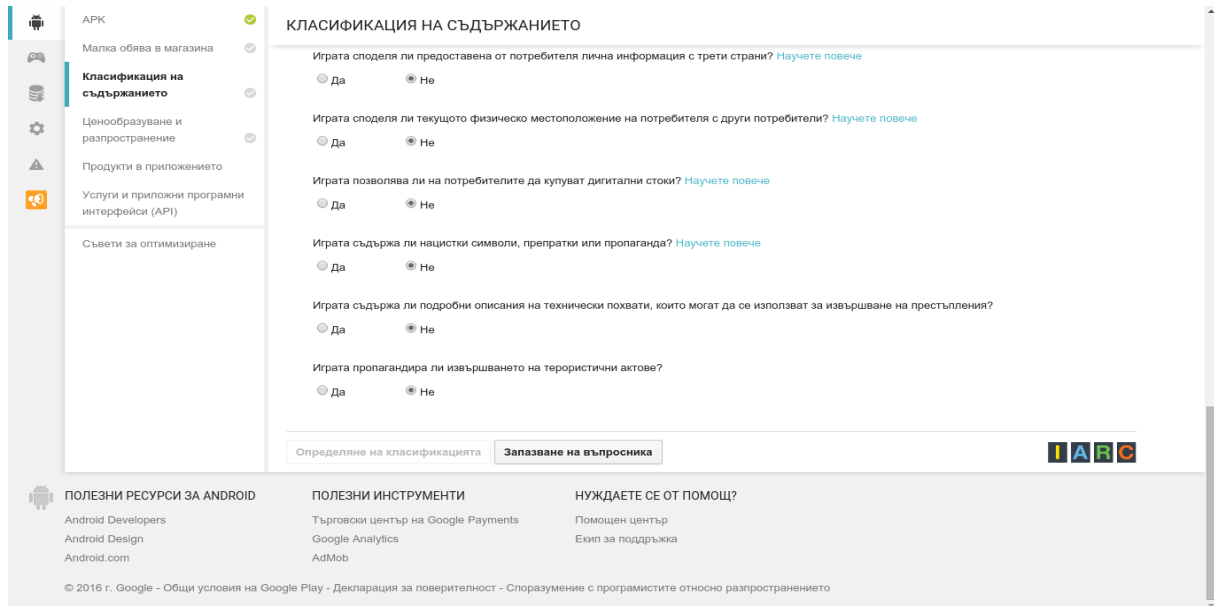 APK
Малка обява в магазина
Класификация на
съдържанието
Ценообразуване и
разпространение
Продукти в приложението
Услуги и приложни програмни
интерфейси (API)
Съвети за оптимизиране
КЛАСИФИКАЦИЯ НА СЪДЪРЖАНИЕТО
Играта споделя ли предоставена от потребителя лична информация с трети страни? Научете повече
Да Не
Играта споделя ли текущото физическо местоположение на потребителя с други потребители? Научете повече
Да Не
Играта позволява ли на потребителите да купуват дигитални стоки? Научете повече
Да Не
Играта съдържа ли нацистки символи, препратки или пропаганда? Научете повече
Да Не
Играта съдържа ли подробни описания на технически похвати, които могат да се използват за извършване на престъпления?
Да Не
Играта пропагандира ли извършването на терористични актове?
Да Не
Определяне на класификацията Запазване на въпросника
IARC
ПОЛЕЗНИ РЕСУРСИ ЗА ANDROID
Android Developers
Android Design
Android.com
ПОЛЕЗНИ ИНСТРУМЕНТИ
Търговски център на Google Payments
Google Analytics
AdMob
НУЖДАЕТЕ СЕ ОТ ПОМОЩ?
Помощен център
Екип за поддръжка
© 2016 г. Google - Общи условия на Google Play - Декларация за поверителност - Споразумение с програмистите относно разпространението